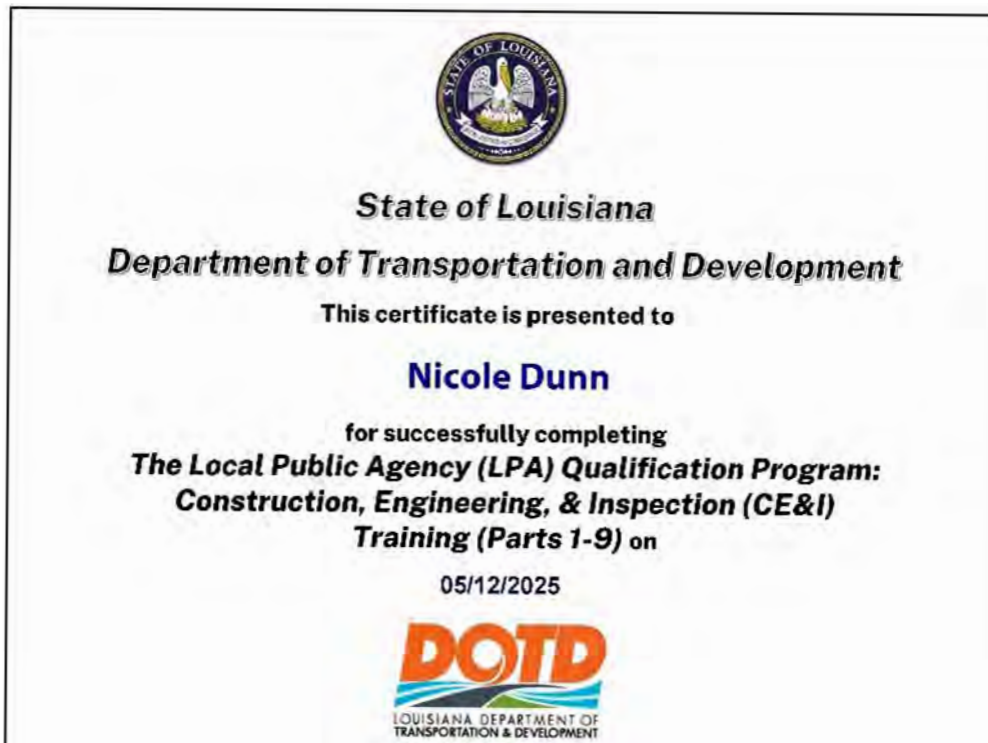 STATE OF LOUISIANA
State of Louisiana
Department of Transportation and Development
This certificate is presented to
Nicole Dunn
for successfully completing
The Local Public Agency (LPA) Qualification Program:
Construction, Engineering, & Inspection (CE&I)
Training (Parts 1-9) on
05/12/2025
DOTD
LOUISIANA DEPARTMENT OF
TRANSPORTATION & DEVELOPMENT